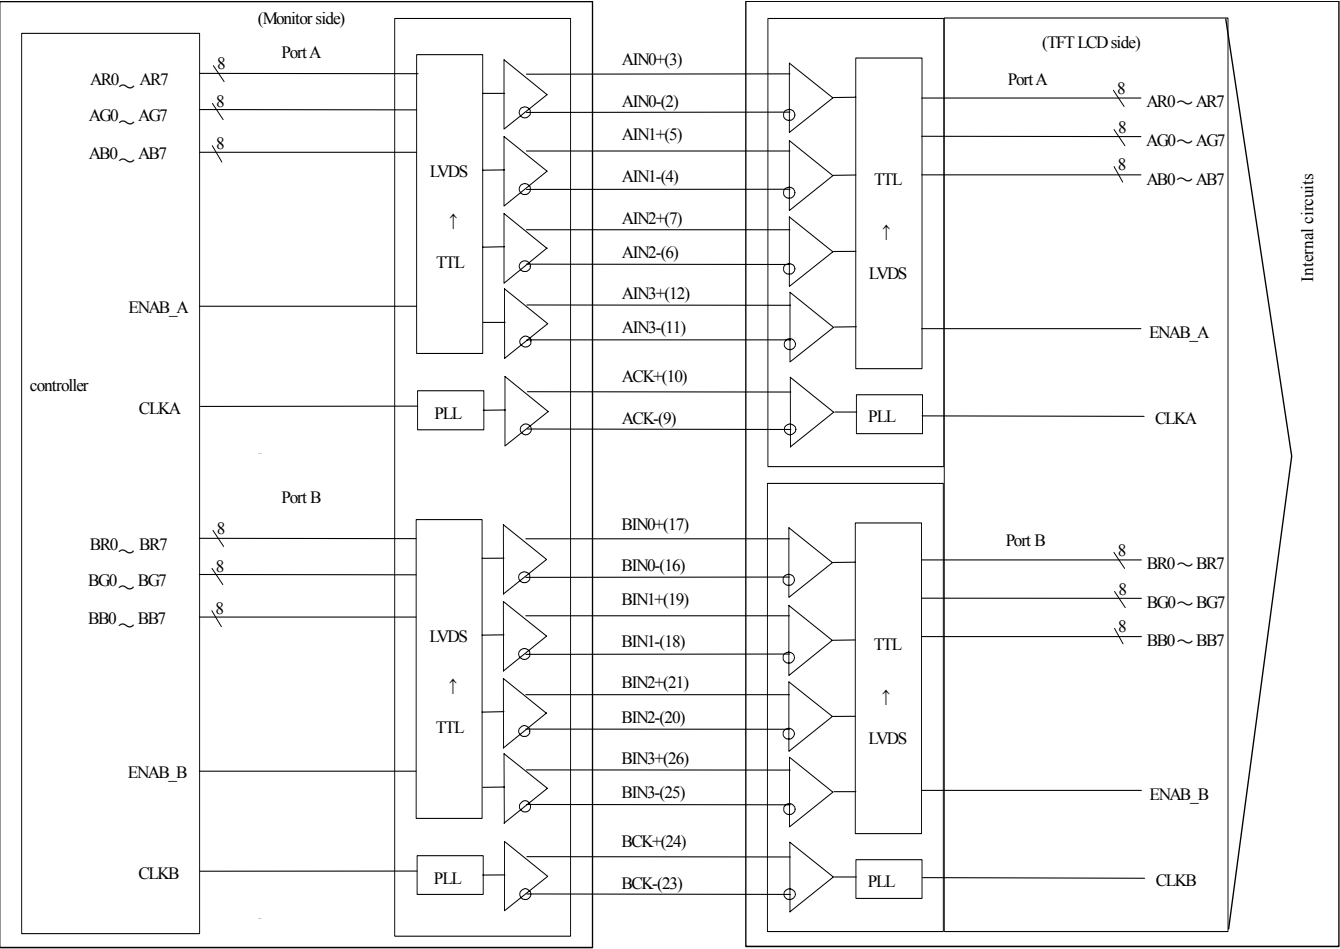 (Monitor side)
Port A
AR0～AR7
8
AG0～AG7
8
AB0～AB7
8
LVDS
↑
TTL
ENAB_A
controller
CLKA
PLL
Port B
BR0～BR7
8
BG0～BG7
8
BB0～BB7
8
LVDS
↑
TTL
ENAB_B
CLKB
PLL
AIN0+(3)
AIN0-(2)
AIN1+(5)
AIN1-(4)
AIN2+(7)
AIN2-(6)
AIN3+(12)
AIN3-(11)
ACK+(10)
ACK-(9)
BIN0+(17)
BIN0-(16)
BIN1+(19)
BIN1-(18)
BIN2+(21)
BIN2-(20)
BIN3+(26)
BIN3-(25)
BCK+(24)
BCK-(23)
(TFT LCD side)
Port A
TTL
↑
LVDS
8
AR0～AR7
8
AG0～AG7
8
AB0～AB7
ENAB_A
PLL
CLKA
Port B
TTL
↑
LVDS
8
BR0～BR7
8
BG0～BG7
8
BB0～BB7
ENAB_B
PLL
CLKB
Internal circuits